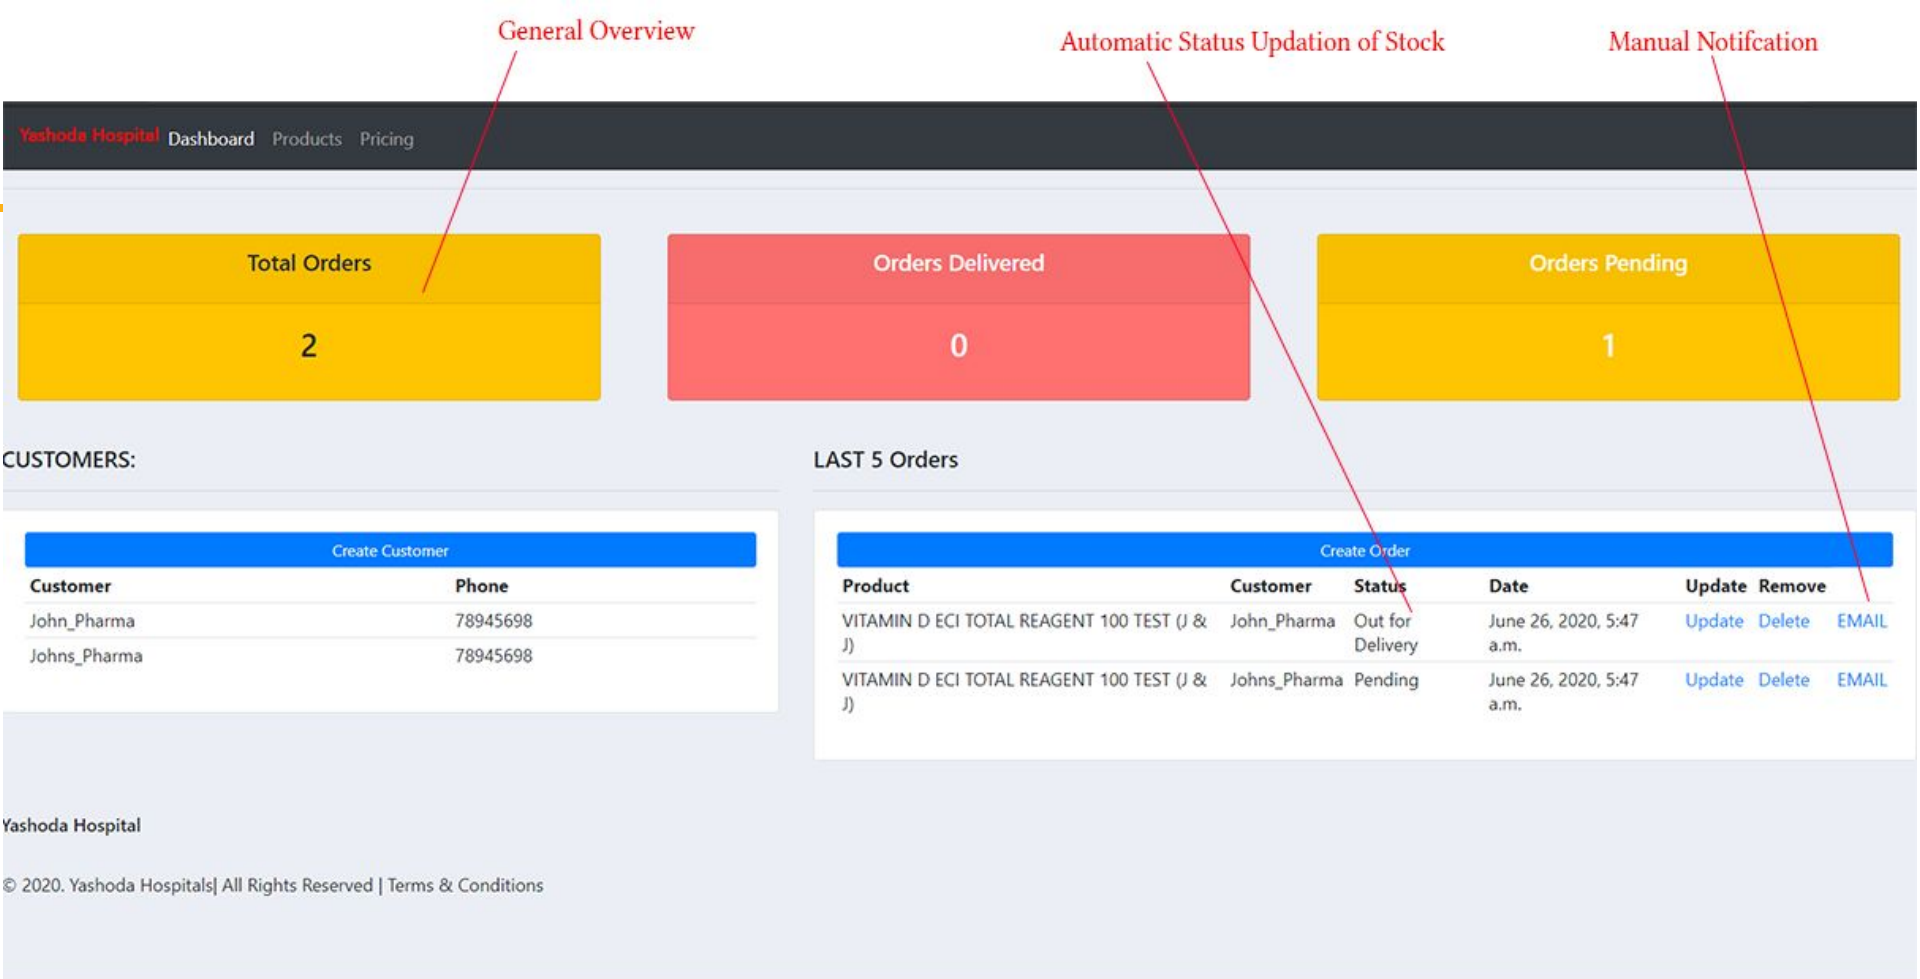 General Overview
Automatic Status Updation of Stock
Manual Notifcation
Yashoda Hospital Dashboard Products Pricing
Total Orders
2
Orders Delivered
0
Orders Pending
1
CUSTOMERS:
Create Customer
Customer Phone
John_Pharma 78945698
Johns_Pharma 78945698
LAST 5 Orders
Create Order
Product Customer Status Date Update Remove
VITAMIN D ECI TOTAL REAGENT 100 TEST (J & John_Pharma Out for June 26, 2020, 5:47 Update Delete EMAIL
J) Delivery a.m.
VITAMIN D ECI TOTAL REAGENT 100 TEST (J & Johns_Pharma Pending June 26, 2020, 5:47 Update Delete EMAIL
J) a.m.
Yashoda Hospital
© 2020. Yashoda Hospitals| All Rights Reserved | Terms & Conditions